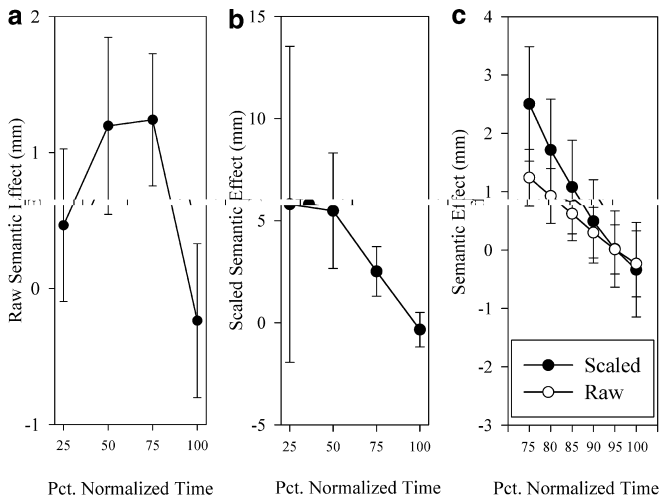 a
2
1
0
-1
Raw Semantic Effect (mm)
25 50 75 100
Pct. Normalized Time
b
15
10
5
0
-5
Scaled Semantic Effect (mm)
25 50 75 100
Pct. Normalized Time
c
4
3
2
1
0
-1
-2
-3
Semantic Effect (mm)
Scaled
Raw
75 80 85 90 95 100
Pct. Normalized Time